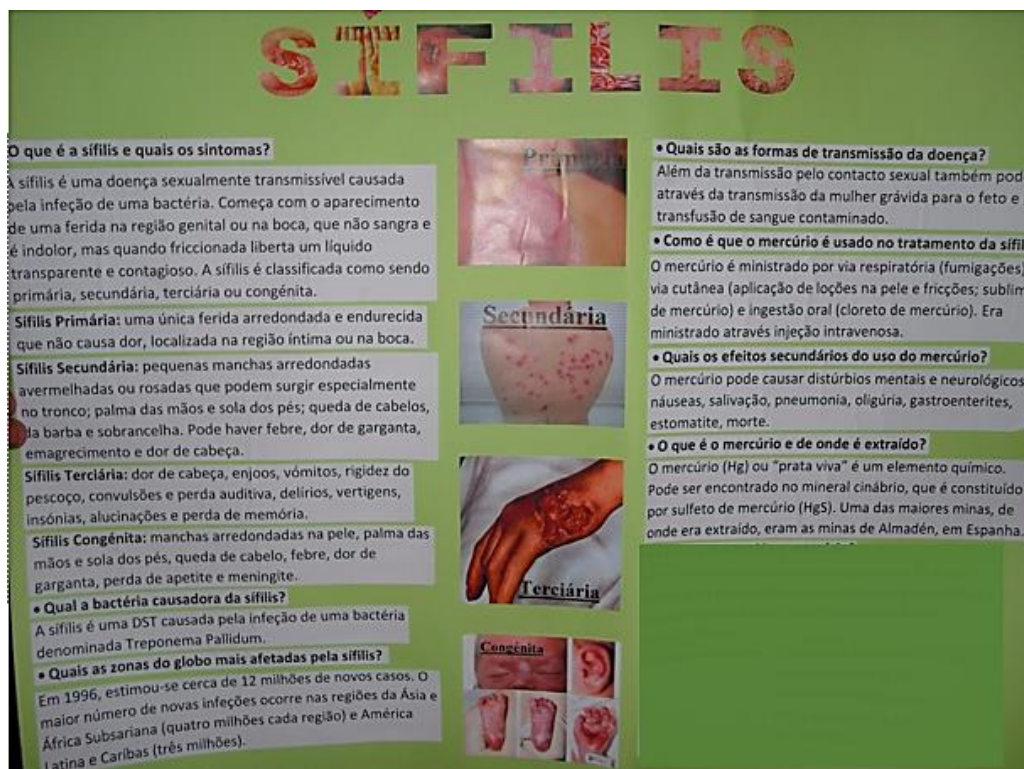 SÍFILIS
O que é a sífilis e quais os sintomas?
A sífilis é uma doença sexualmente transmissível causada
pela infeção de uma bactéria. Começa com o aparecimento
de uma ferida na região genital ou na boca, que não sangra e
é indolor, mas quando friccionada liberta um líquido
transparente e contagioso. A sífilis é classificada como sendo
primária, secundária, terciária ou congénita.
Sífilis Primária: uma única ferida arredondada e endurecida
que não causa dor, localizada na região íntima ou na boca.
Sífilis Secundária: pequenas manchas arredondadas
avermelhadas ou rosadas que podem surgir especialmente
no tronco; palma das mãos e sola dos pés; queda de cabelos,
da barba e sobrancelha. Pode haver febre, dor de garganta,
emagrecimento e dor de cabeça.
Sífilis Terciária: dor de cabeça, enjoos, vómitos, rigidez do
pescoço, convulsões e perda auditiva, delírios, vertigens,
insónias, alucinações e perda de memória.
Sífilis Congênita: manchas arredondadas na pele, palma das
mãos e sola dos pés, queda de cabelo, febre, dor de
garganta, perda de apetite e meningite.
• Qual a bactéria causadora da sífilis?
A sífilis é uma DST causada pela infeção de uma bactéria
denominada Treponema Pallidum.
• Quais as zonas do globo mais afetadas pela sífilis?
Em 1996, estimou-se cerca de 12 milhões de novos casos. O
maior número de novas infeções ocorre nas regiões da Ásia e
África Subsariana (quatro milhões cada região) e América
Latina e Caríbas (três milhões).
Primária
Secundária
Terciária
Congénita
• Quais são as formas de transmissão da doença?
Além da transmissão pelo contacto sexual também pod
através da transmissão da mulher grávida para o feto e
transfusão de sangue contaminado.
• Como é que o mercúrio é usado no tratamento da sífil
O mercúrio é ministrado por via respiratória (fumigações)
via cutânea (aplicação de loções na pele e fricções; sublim
de mercúrio) e ingestão oral (cloreto de mercúrio). Era
ministrado através injeção intravenosa.
• Quais os efeitos secundários do uso do mercúrio?
O mercúrio pode causar distúrbios mentais e neurológicos
náuseas, salivação, pneumonia, oligúria, gastroenterites,
estomatite, morte.
• O que é o mercúrio e de onde é extraído?
O mercúrio (Hg) ou "prata viva" é um elemento químico.
Pode ser encontrado no mineral cinábrio, que é constituído
por sulfeto de mercúrio (HgS). Uma das maiores minas, de
onde era extraído, eram as minas de Almadén, em Espanha.